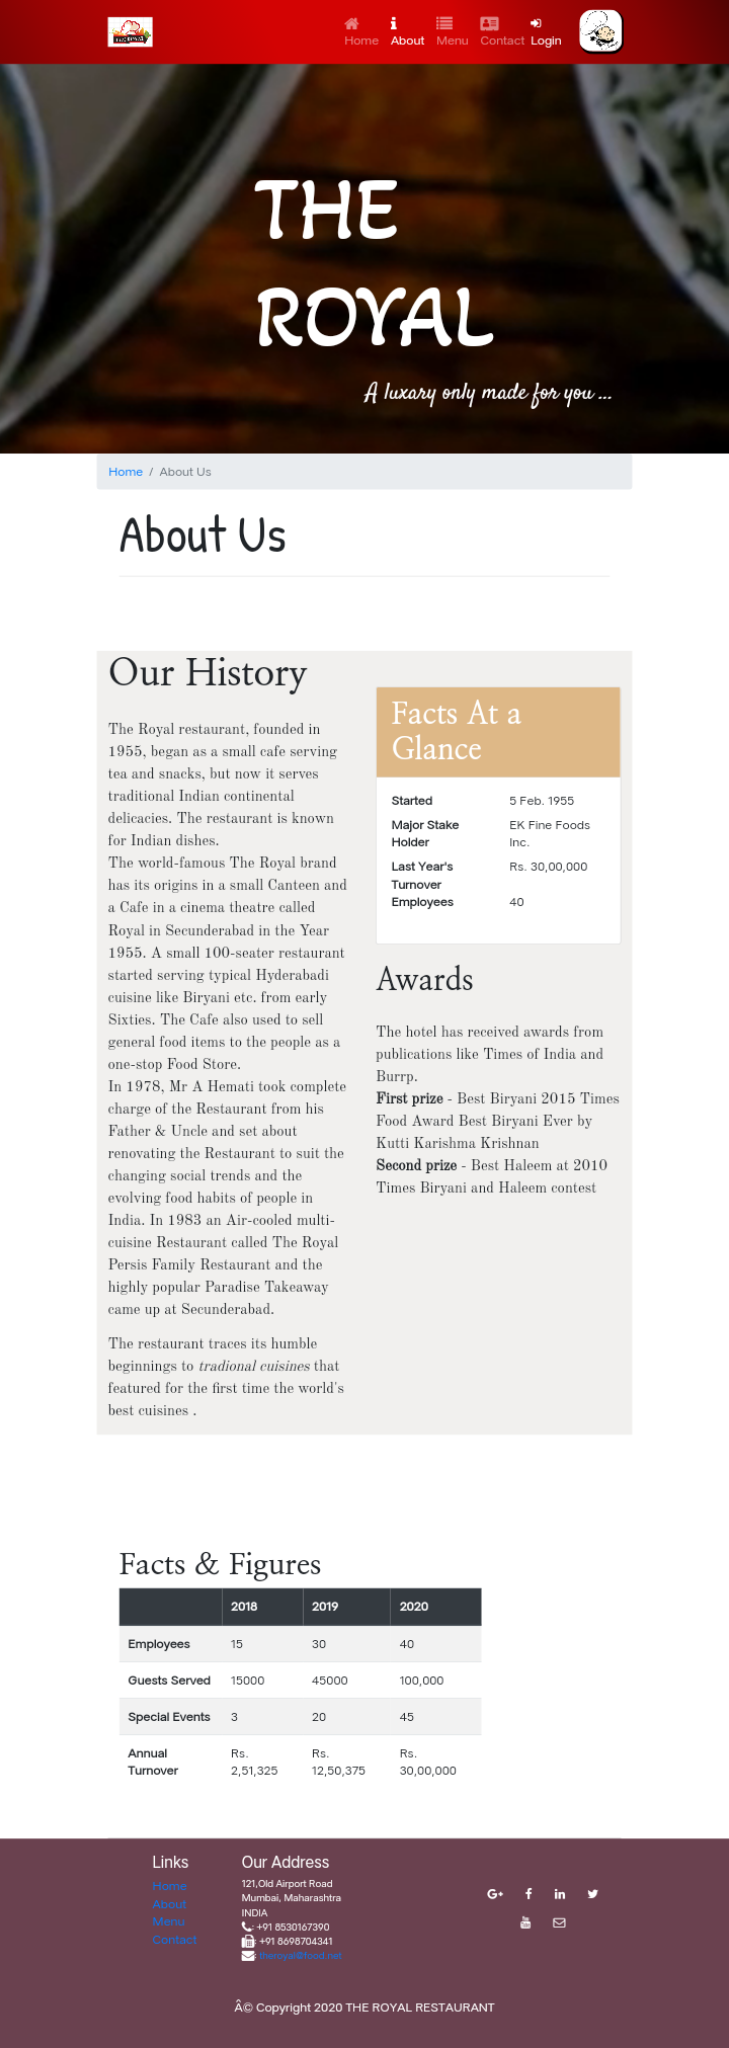 Home
About
Menu
Contact
Login
THE
ROYAL
A luxary only made for you ...
Home / About Us
About Us
Our History
The Royal restaurant, founded in
1955, began as a small cafe serving
tea and snacks, but now it serves
traditional Indian continental
delicacies. The restaurant is known
for Indian dishes.
The world-famous The Royal brand
has its origins in a small Canteen and
a Cafe in a cinema theatre called
Royal in Secunderabad in the Year
1955. A small 100-seater restaurant
started serving typical Hyderabadi
cuisine like Biryani etc. from early
Sixties. The Cafe also used to sell
general food items to the people as a
one-stop Food Store.
In 1978, Mr A Hemati took complete
charge of the Restaurant from his
Father & Uncle and set about
renovating the Restaurant to suit the
changing social trends and the
evolving food habits of people in
India. In 1983 an Air-cooled multi-
cuisine Restaurant called The Royal
Persis Family Restaurant and the
highly popular Paradise Takeaway
came up at Secunderabad.
The restaurant traces its humble
beginnings to tradional cuisines that
featured for the first time the world's
best cuisines .
Facts At a
Glance
Started 5 Feb. 1955
Major Stake EK Fine Foods
Holder Inc.
Last Year's Rs. 30,00,000
Turnover
Employees 40
Awards
The hotel has received awards from
publications like Times of India and
Burrp.
First prize - Best Biryani 2015 Times
Food Award Best Biryani Ever by
Kutti Karishma Krishnan
Second prize - Best Haleem at 2010
Times Biryani and Haleem contest
Facts & Figures
2018 2019 2020
Employees 15 30 40
Guests Served 15000 45000 100,000
Special Events 3 20 45
Annual Rs. Rs. Rs.
Turnover 2,51,325 12,50,375 30,00,000
Links
Home
About
Menu
Contact
Our Address
121,Old Airport Road
Mumbai, Maharashtra
INDIA
: +91 8530167390
: +91 8698704341
: theroyal@food.net
Â© Copyright 2020 THE ROYAL RESTAURANT